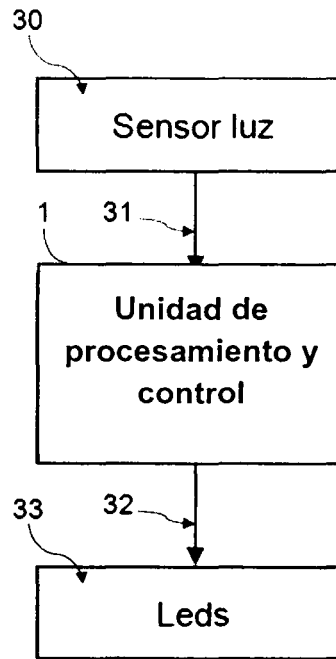 30
Sensor luz
31
1
Unidad de
procesamiento y
control
32
33
Leds